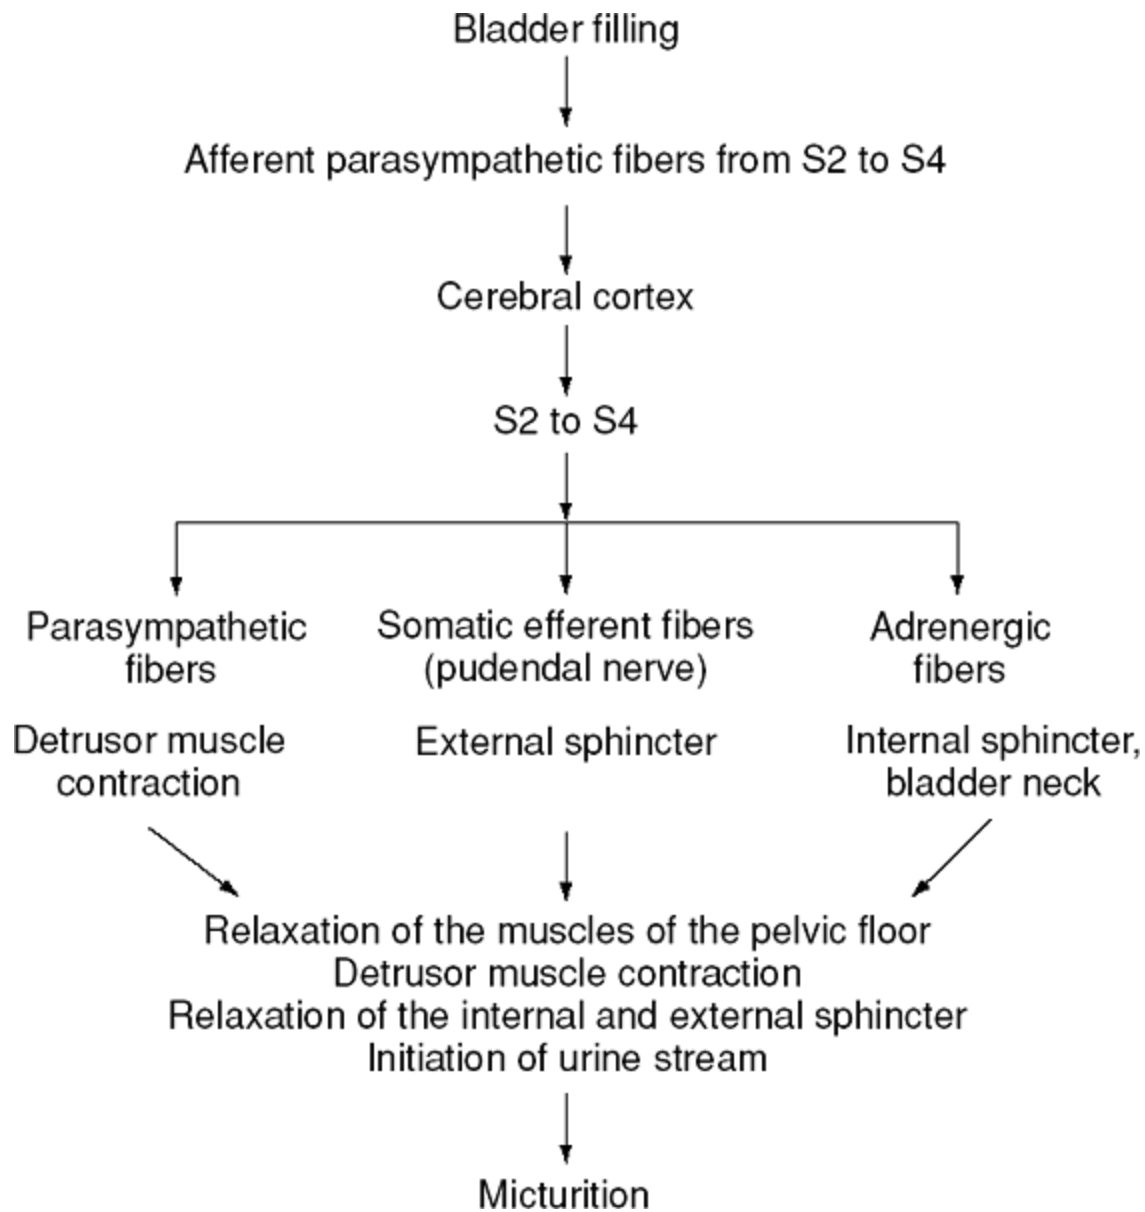 Bladder filling
Afferent parasympathetic fibers from S2 to S4
Cerebral cortex
S2 to S4
Parasympathetic
fibers
Somatic efferent fibers
(pudendal nerve)
Adrenergic
fibers
Detrusor muscle
contraction
External sphincter
Internal sphincter,
bladder neck
Relaxation of the muscles of the pelvic floor
Detrusor muscle contraction
Relaxation of the internal and external sphincter
Initiation of urine stream
Micturition